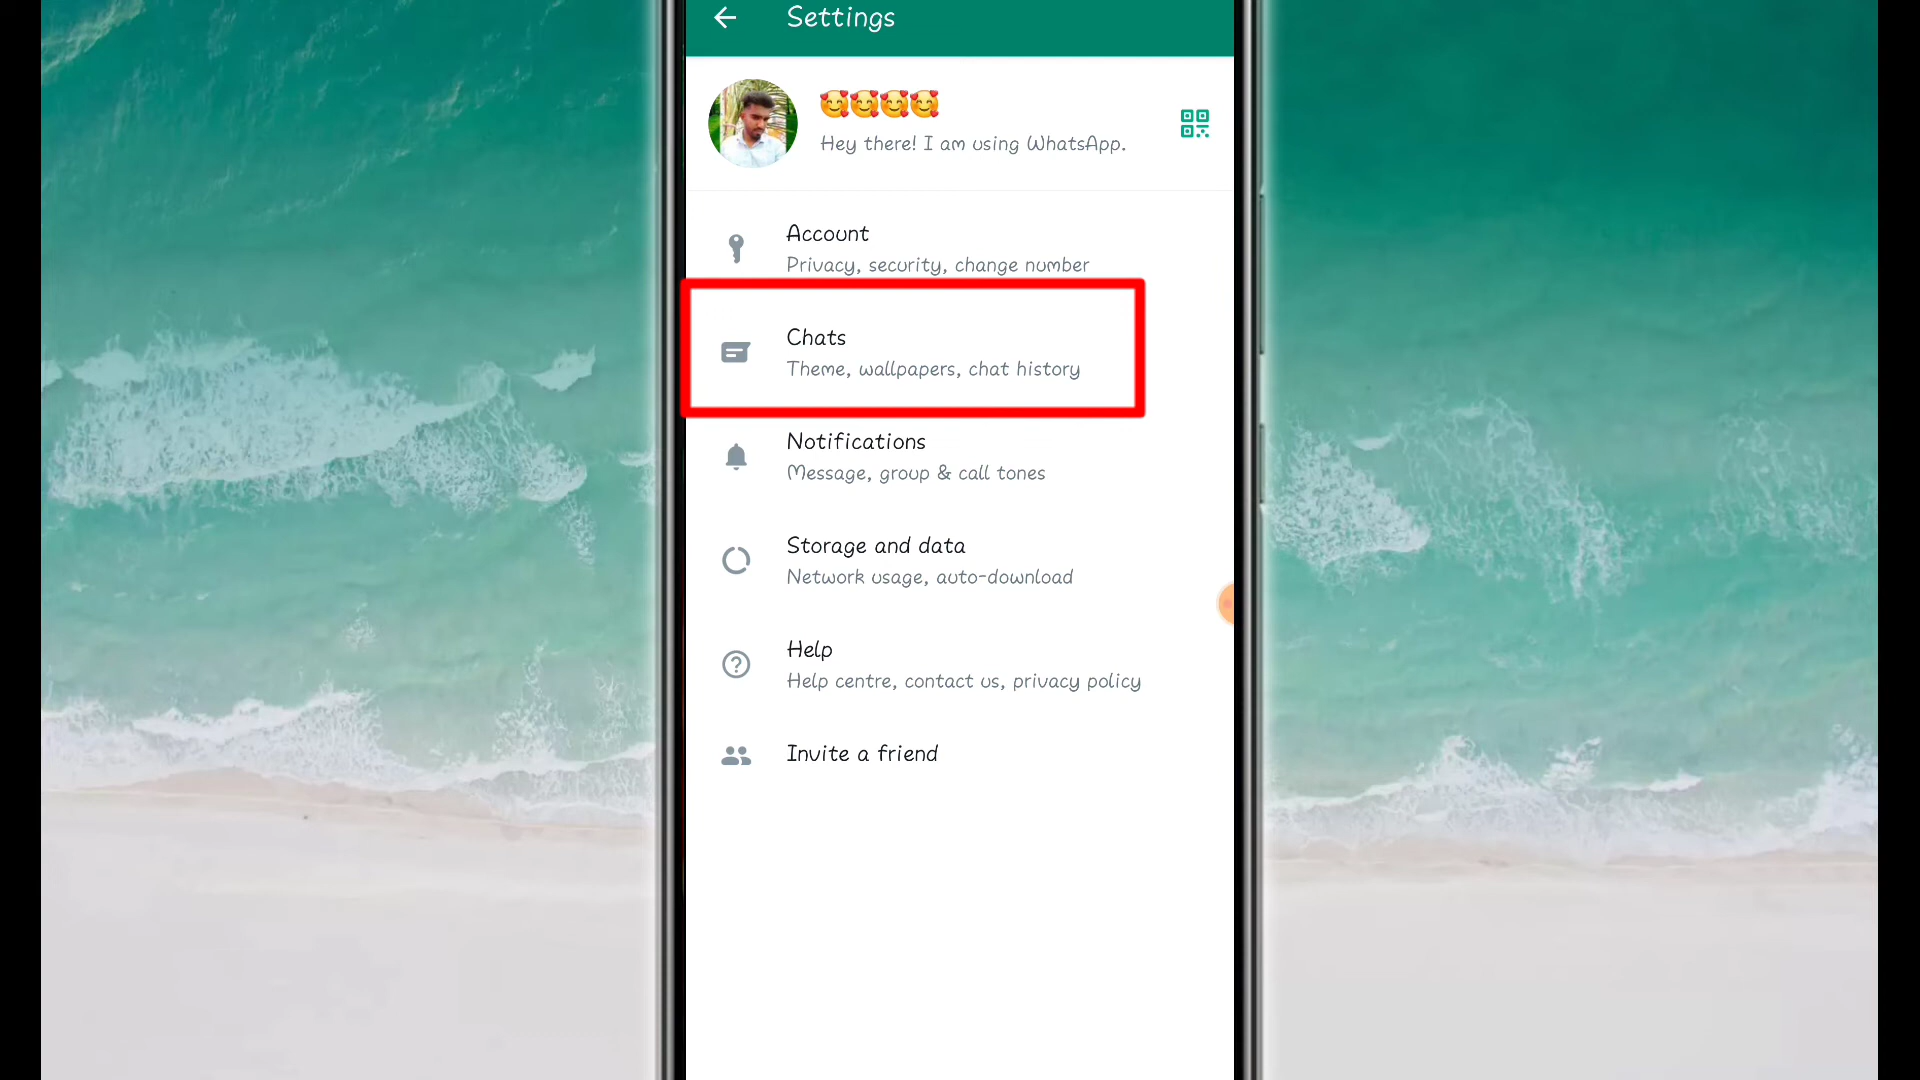 Settings
🥰🥰🥰🥰
Hey there! I am using WhatsApp.
Account
Privacy, security, change number
Chats
Theme, wallpapers, chat history
Notifications
Message, group & call tones
Storage and data
Network usage, auto-download
Help
Help centre, contact us, privacy policy
Invite a friend